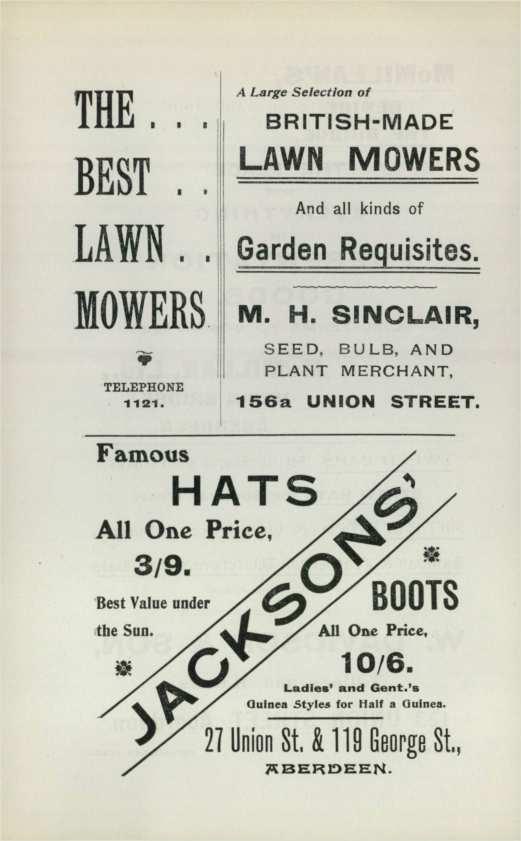 THE . . .
BEST . .
LAWN . .
MOWERS
TELEPHONE
1121.
A Large Selection of
BRITISH-MADE
LAWN MOWERS
And all kinds of
Garden Requisites.
M. H. SINCLAIR,
SEED, BULB, AND
PLANT MERCHANT,
156a UNION STREET.
Famous
HATS
All One Price,
3/9.
Best Value under
the Sun.
JACKSONS'
BOOTS
All One Price,
10/6.
Ladies' and Gent.'s
Guinea Styles for Half a Guinea.
27 Union St. & 119 George St.,
ABERDEEN.